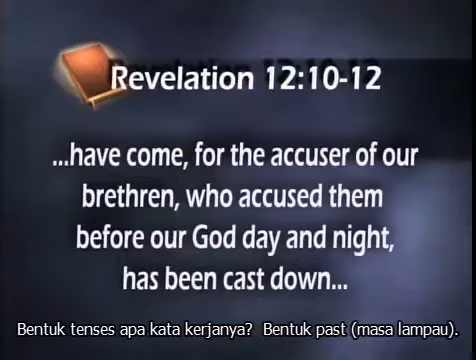 Revelation 12:10-12
...have come, for the accuser of our
brethren, who accused them
before our God day and night,
has been cast down...
Bentuk tenses apa kata kerjanya?  Bentuk past (masa lampau).